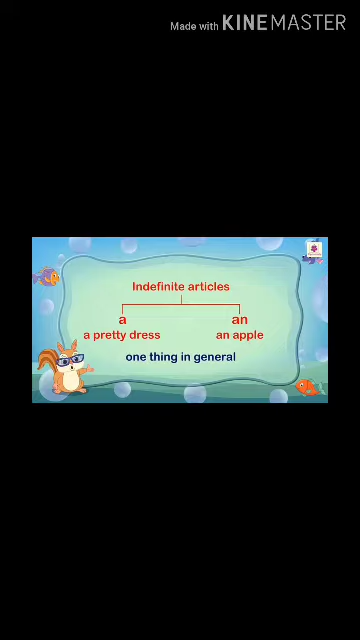 Made with KINEMASTER
Indefinite articles
a an
a pretty dress an apple
one thing in general